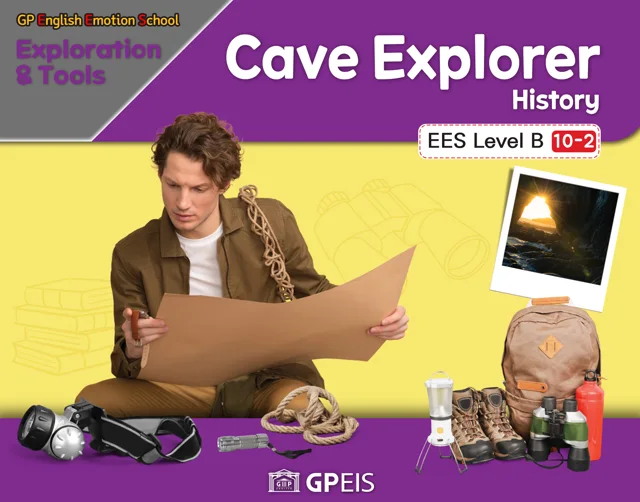 GP English Emotion School
Exploration
& Tools
Cave Explorer
History
EES Level B 10-2
GPEIS